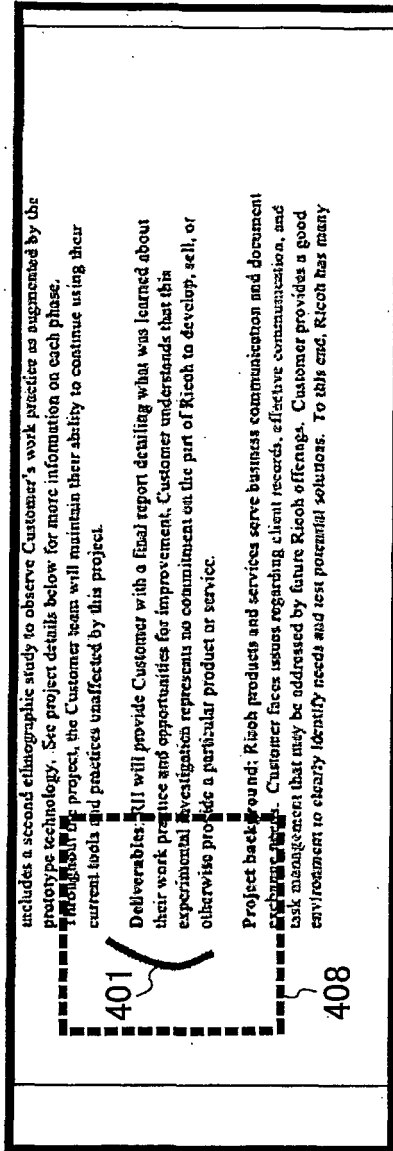 includes a second ethnographic study to observe Customer's work practice as augmented by the
prototype technology. See project details below for more information on each phase.
Throughout the project, the Customer team will maintain their ability to continue using their
current tools and practices unaffected by this project.
Deliverables: RII will provide Customer with a final report detailing what was learned about
their work practice and opportunities for improvement. Customer understands that this
experimental investigation represents no commitment on the part of Ricoh to develop, sell, or
otherwise provide a particular product or service.
Project background: Ricoh products and services serve business communication and document
exchange needs. Customer faces issues regarding client records, effective communication, and
task management that may be addressed by future Ricoh offerings. Customer provides a good
environment to clearly identify needs and test potential solutions. To this end, Ricoh has many
401
408